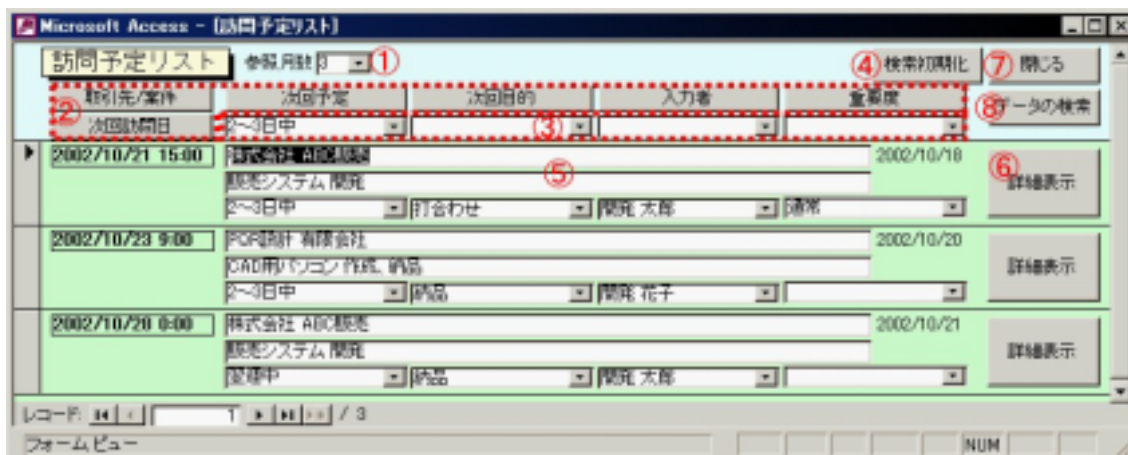 Microsoft Access - [訪問予定リスト]
訪問予定リスト 参照月数 3 ① ④ 検索初期化 ⑦ 閉じる
② 取引先/案件 次回予定 次回目的 入力者 重要度 ⑧ データの検索
次回訪問日 2~3日中 ③
2002/10/21 15:00 株式会社 ABC販売 2002/10/18
販売システム 開発 ⑤ ⑥ 詳細表示
2~3日中 打合わせ 開発 太郎 通常
2002/10/23 9:00 PQR設計 有限会社 2002/10/20
CAD用パソコン 作成、納品 詳細表示
2~3日中 納品 開発 花子
2002/10/28 0:00 株式会社 ABC販売 2002/10/21
販売システム 開発 詳細表示
納品 開発 太郎
レコード: 1 / 3
フォーム ビュー NUM